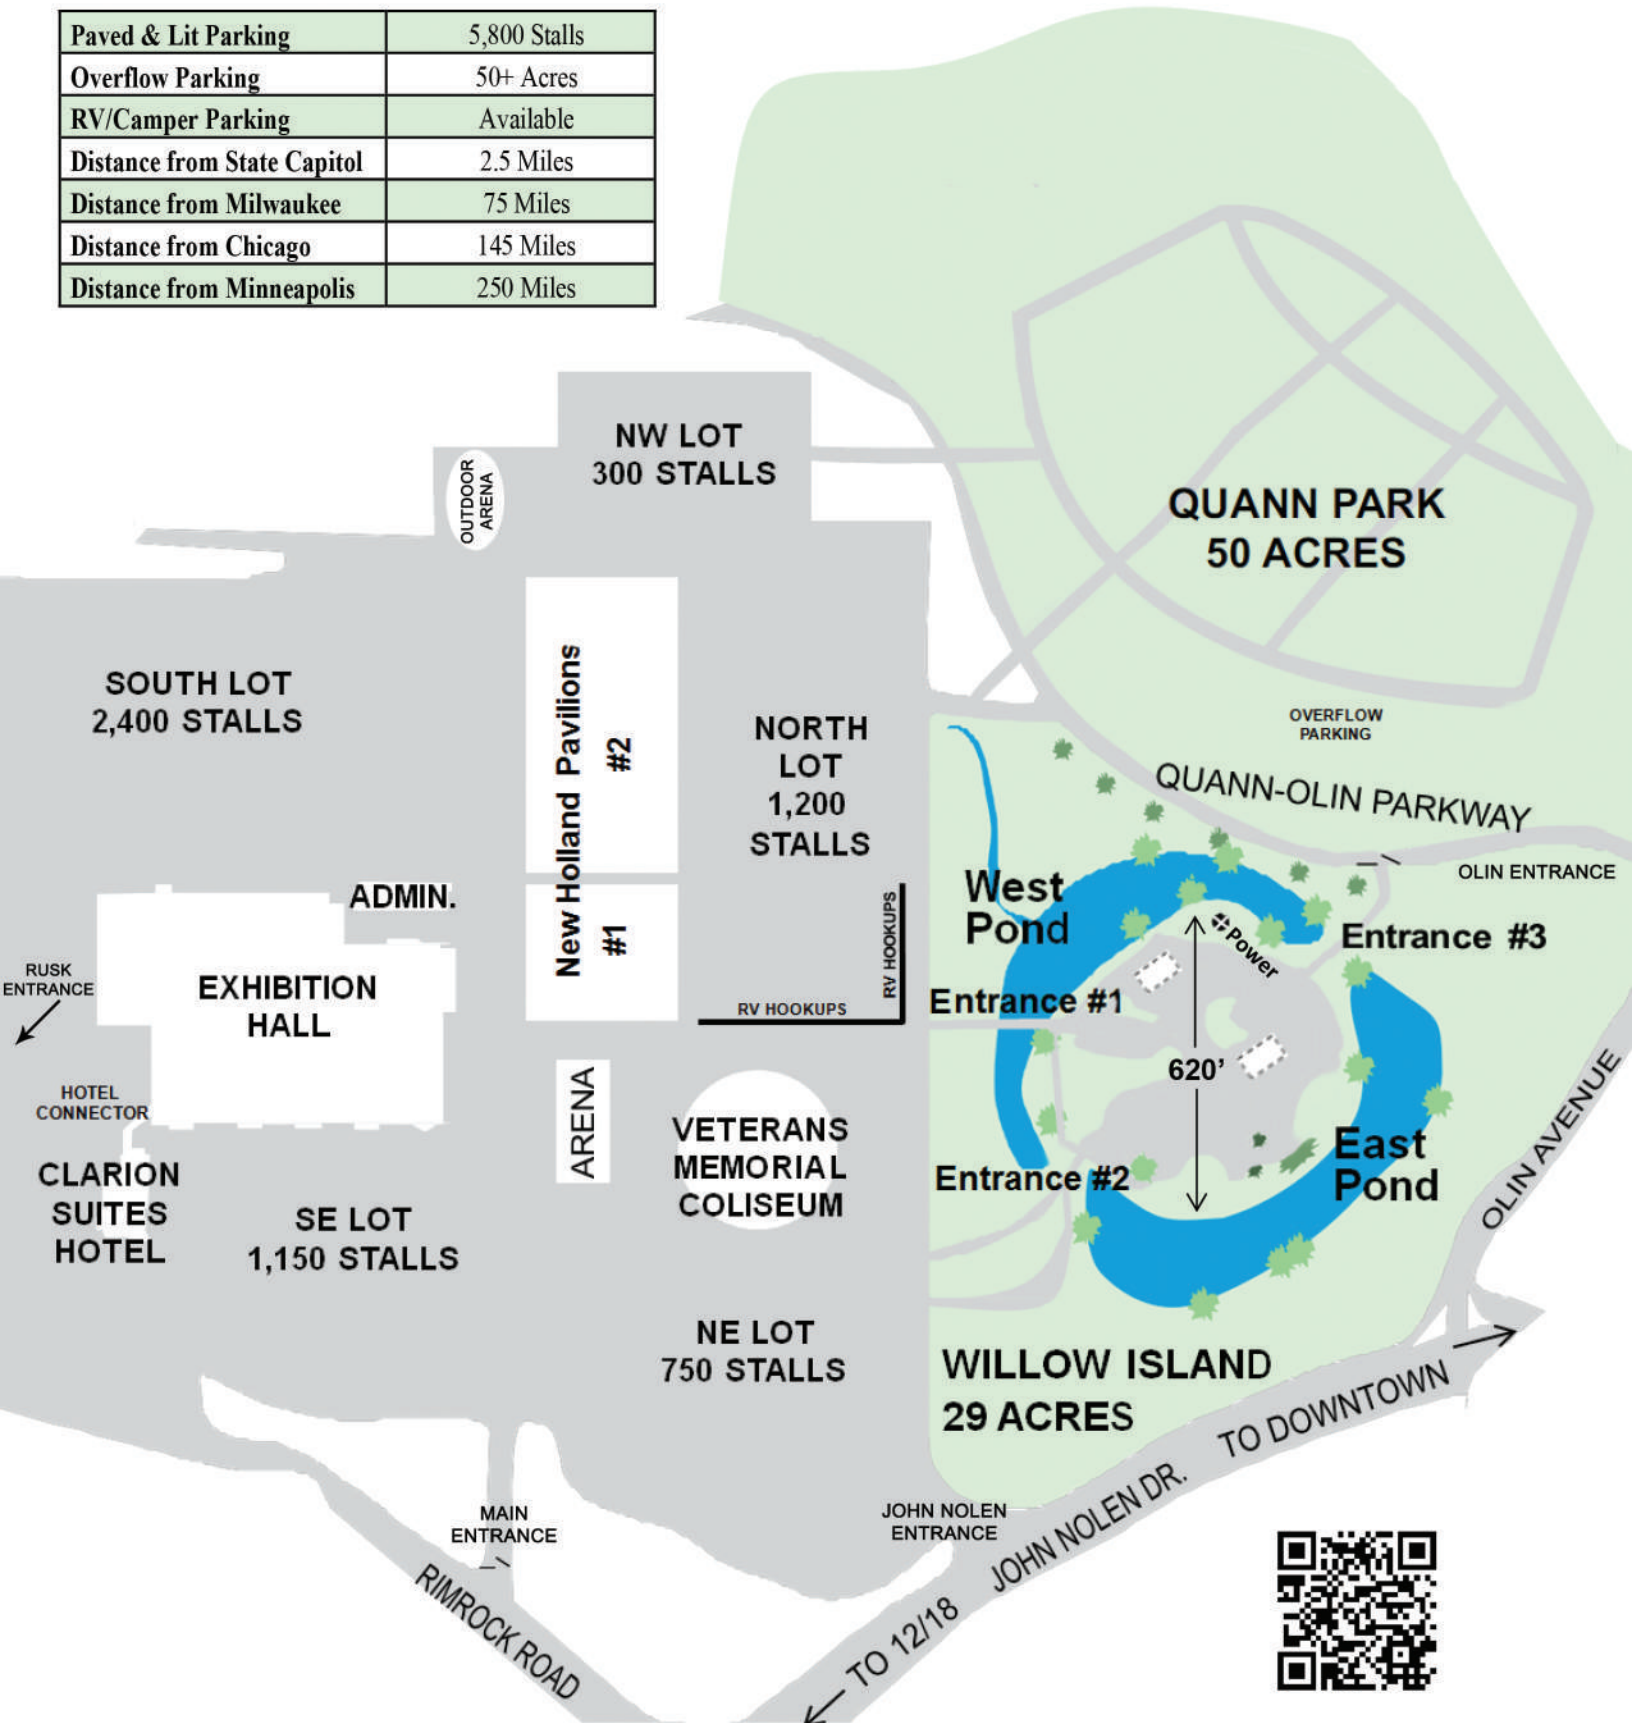 Paved & Lit Parking 5,800 Stalls
Overflow Parking 50+ Acres
RV/Camper Parking Available
Distance from State Capitol 2.5 Miles
Distance from Milwaukee 75 Miles
Distance from Chicago 145 Miles
Distance from Minneapolis 250 Miles
NW LOT
300 STALLS
OUTDOOR
ARENA
QUANN PARK
50 ACRES
SOUTH LOT
2,400 STALLS
New Holland Pavilions
#2
#1
NORTH
LOT
1,200
STALLS
OVERFLOW
PARKING
QUANN-OLIN PARKWAY
OLIN ENTRANCE
West
Pond
Power
Entrance #3
ADMIN.
RV HOOKUPS
RV HOOKUPS
Entrance #1
RUSK
ENTRANCE
EXHIBITION
HALL
620’
HOTEL
CONNECTOR
ARENA
VETERANS
MEMORIAL
COLISEUM
Entrance #2
East
Pond
OLIN AVENUE
CLARION
SUITES
HOTEL
SE LOT
1,150 STALLS
NE LOT
750 STALLS
WILLOW ISLAND
29 ACRES
TO DOWNTOWN
MAIN
ENTRANCE
JOHN NOLEN
ENTRANCE
JOHN NOLEN DR.
RIMROCK ROAD
TO 12/18